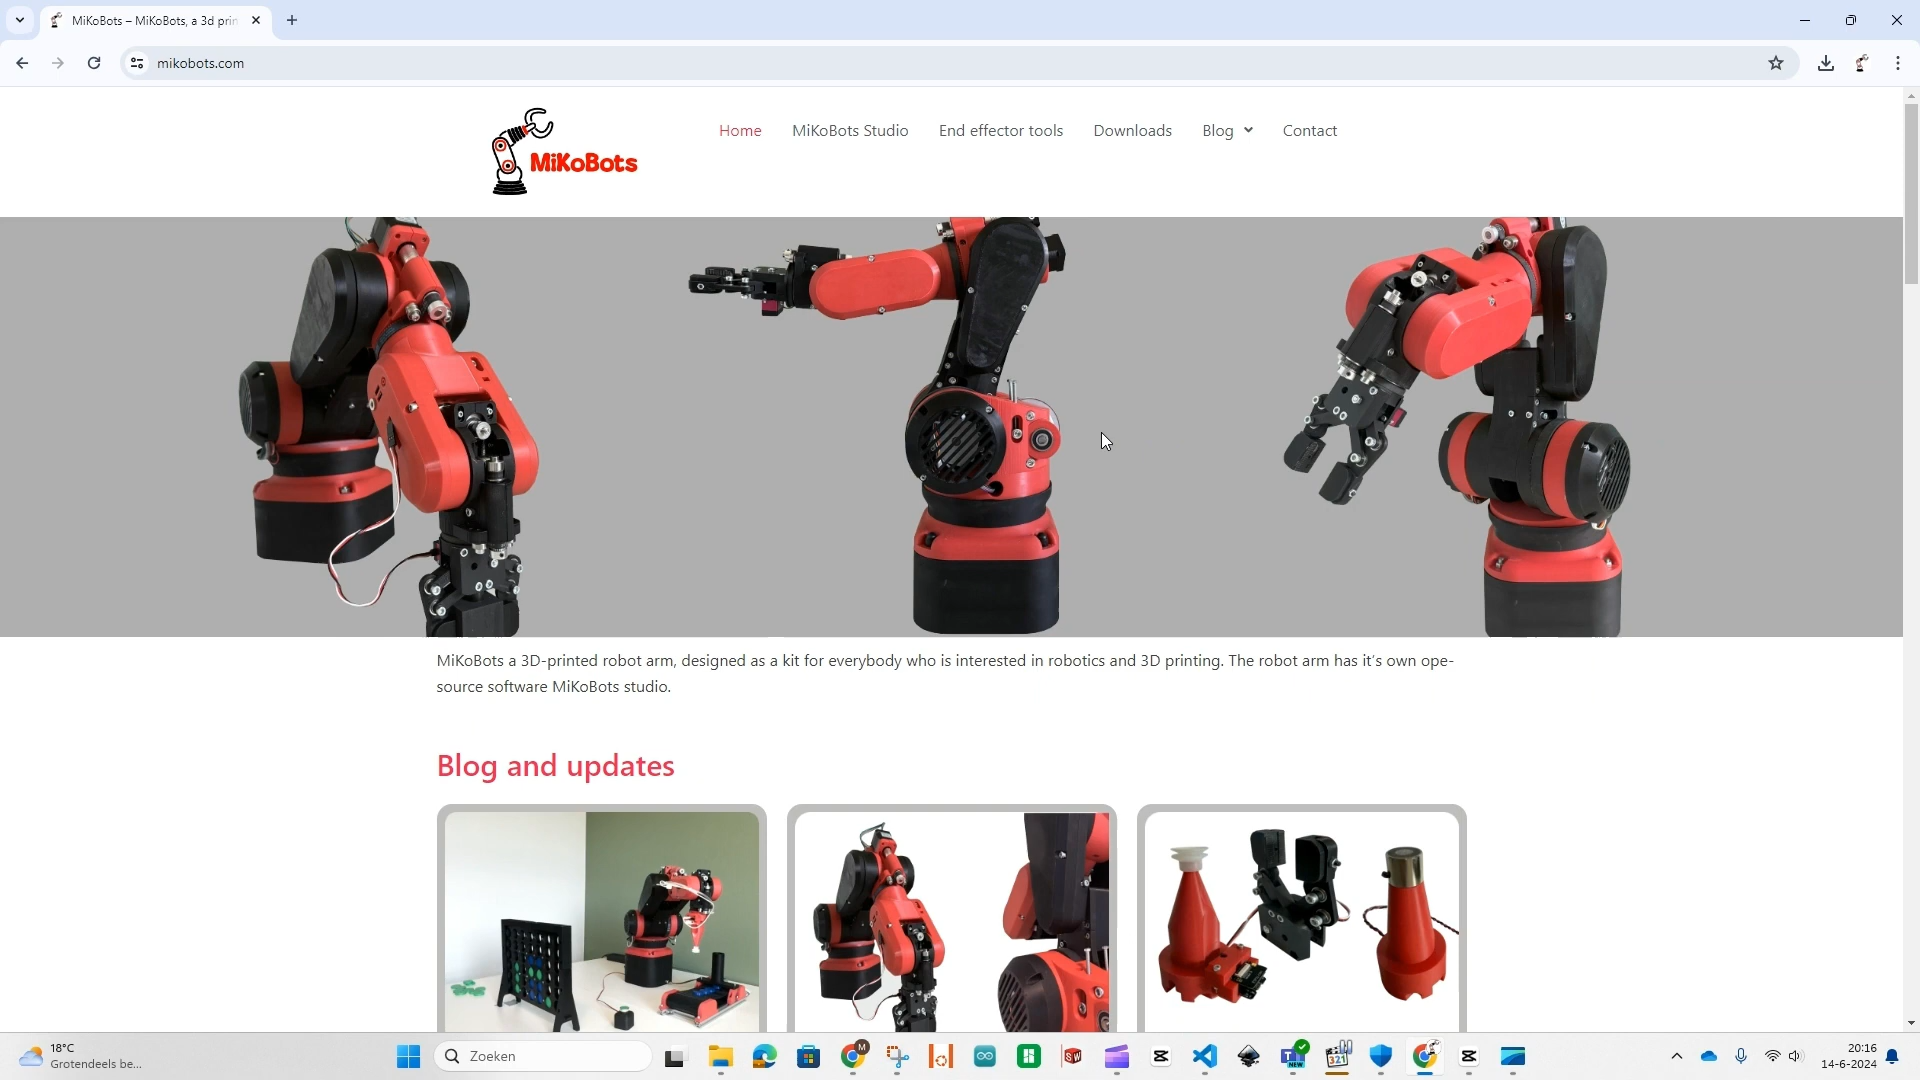 MiKoBots – MiKoBots, a 3d prin
mikobots.com
MiKoBots
Home
MiKoBots Studio
End effector tools
Downloads
Blog
Contact
MiKoBots a 3D-printed robot arm, designed as a kit for everybody who is interested in robotics and 3D printing. The robot arm has it's own ope-
source software MiKoBots studio.
Blog and updates
18°C
Grotendeels be...
Zoeken
M
SW
NEW
321
20:16
14-6-2024